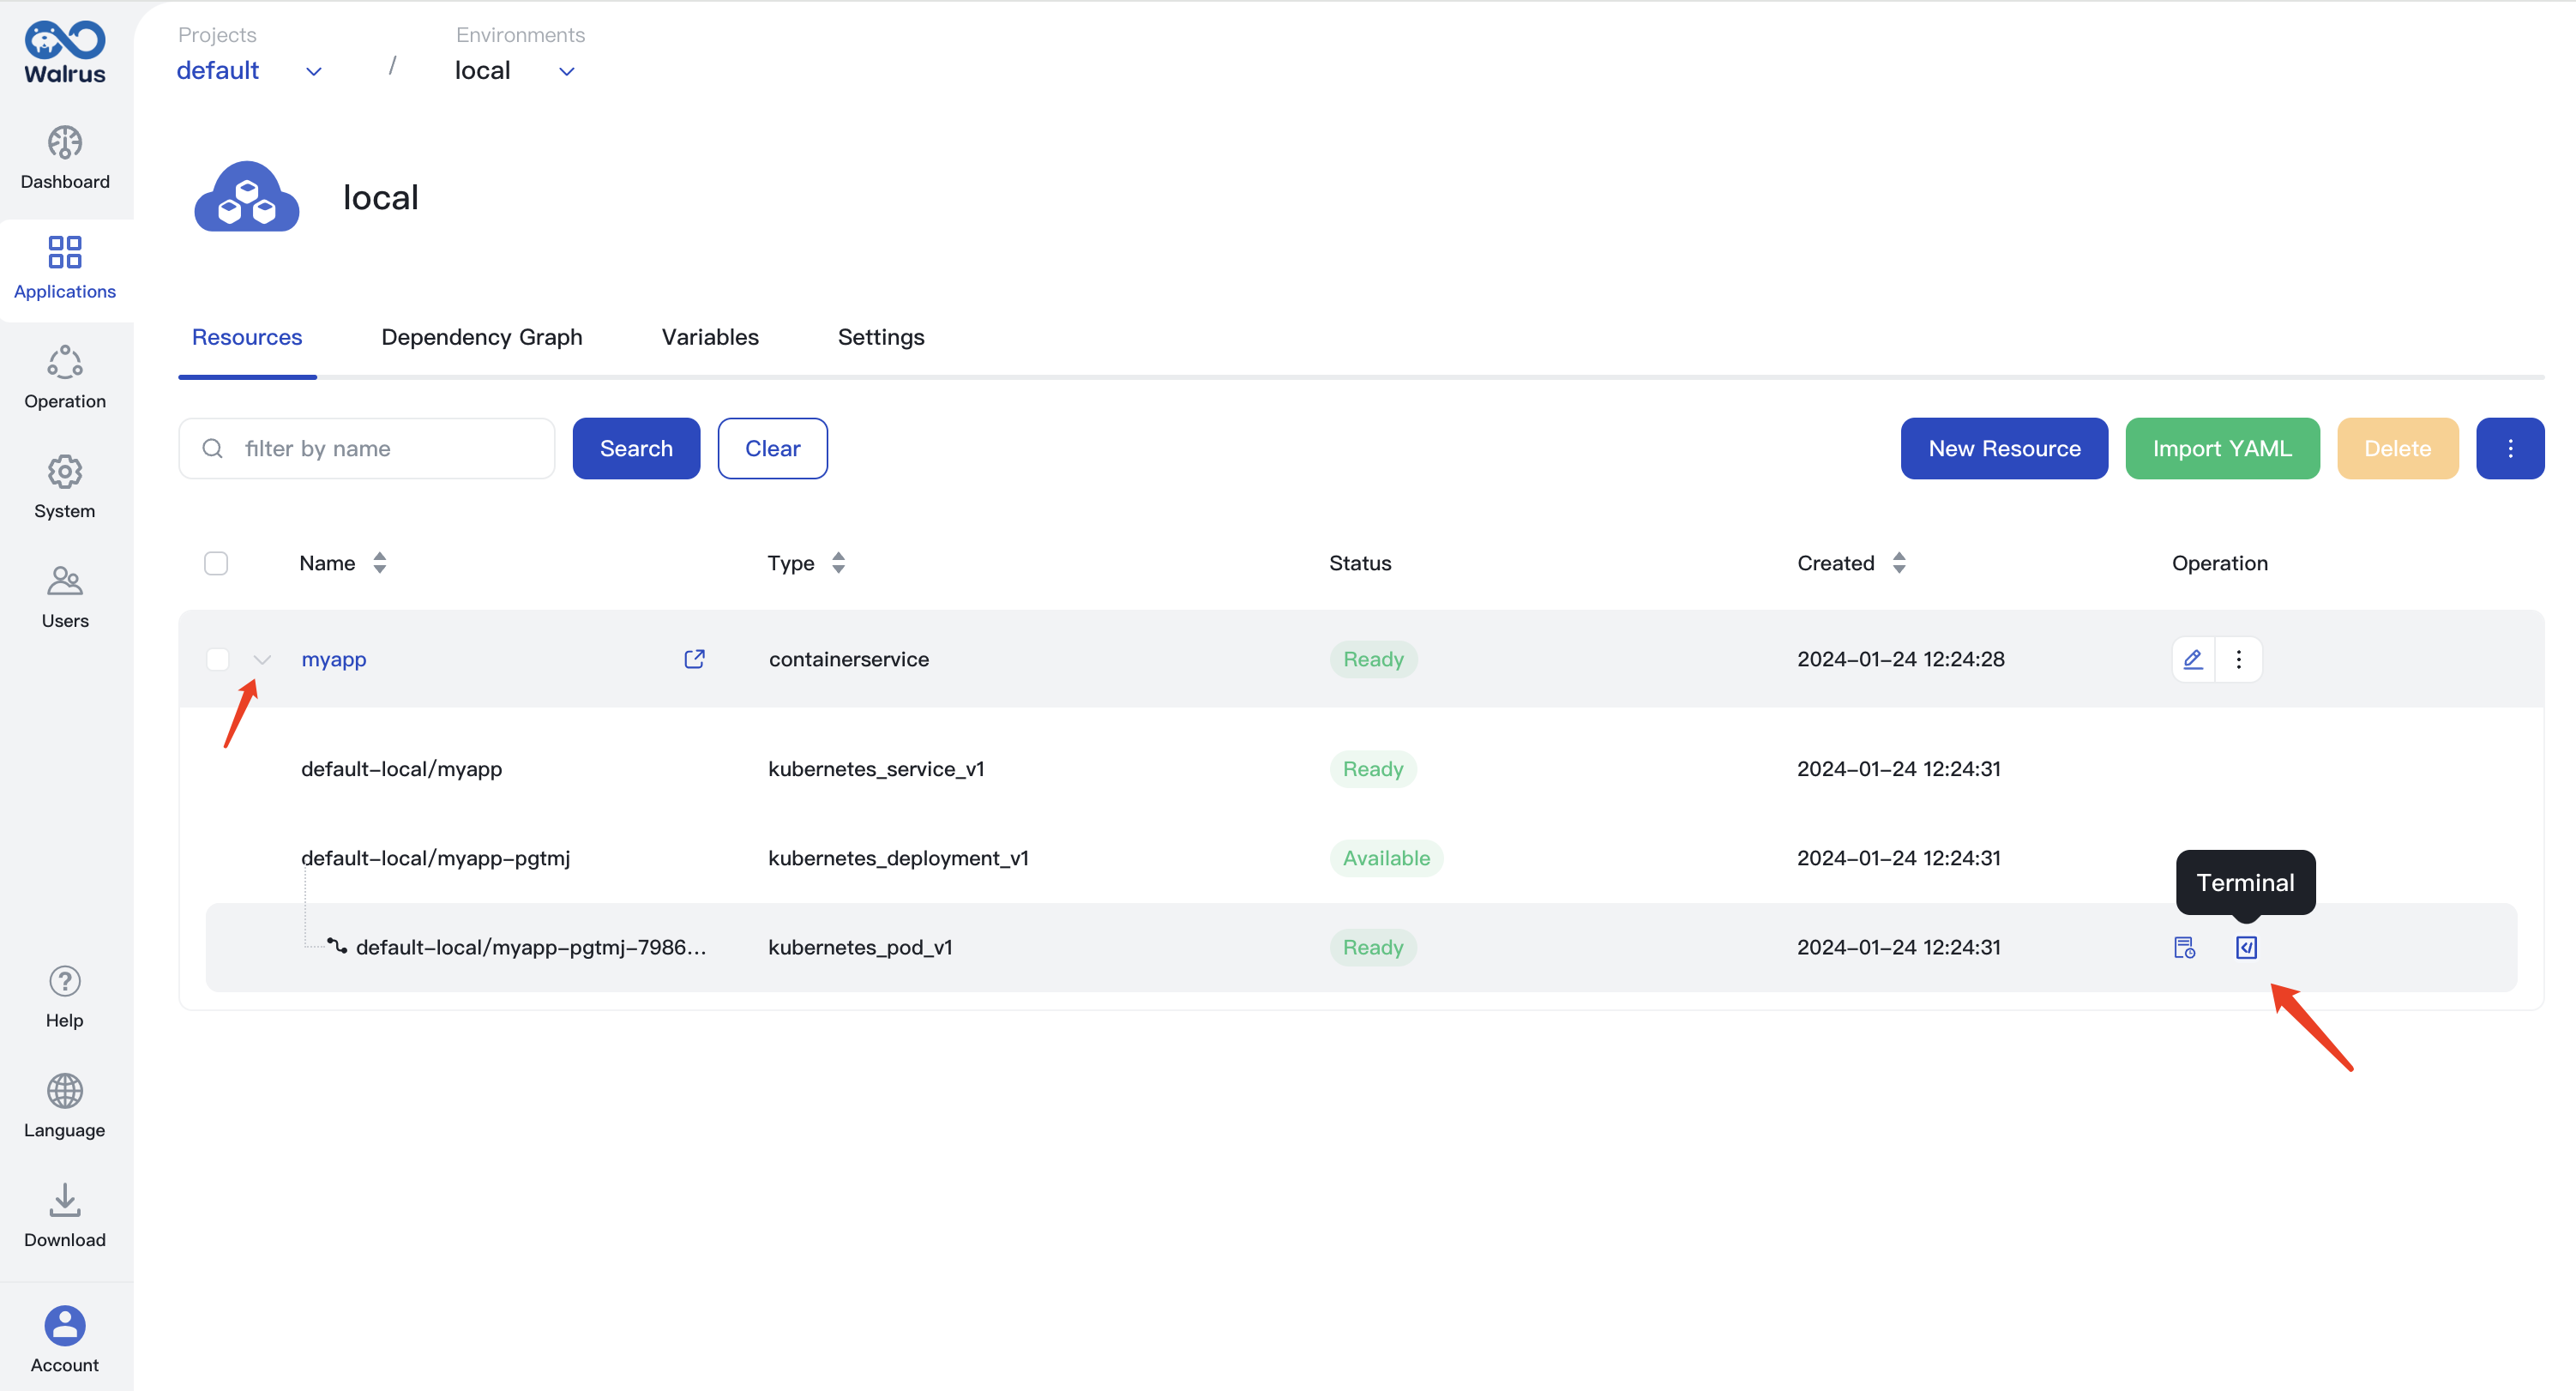 Walrus
Projects
default
/
Environments
local
Dashboard
Applications
Operation
System
Users
Help
Language
Download
Account
local
Resources
Dependency Graph
Variables
Settings
filter by name
Search
Clear
New Resource
Import YAML
Delete
Name
Type
Status
Created
Operation
myapp
containerservice
Ready
2024-01-24 12:24:28
default-local/myapp
kubernetes_service_v1
Ready
2024-01-24 12:24:31
default-local/myapp-pgtmj
kubernetes_deployment_v1
Available
2024-01-24 12:24:31
Terminal
default-local/myapp-pgtmj-7986...
kubernetes_pod_v1
Ready
2024-01-24 12:24:31